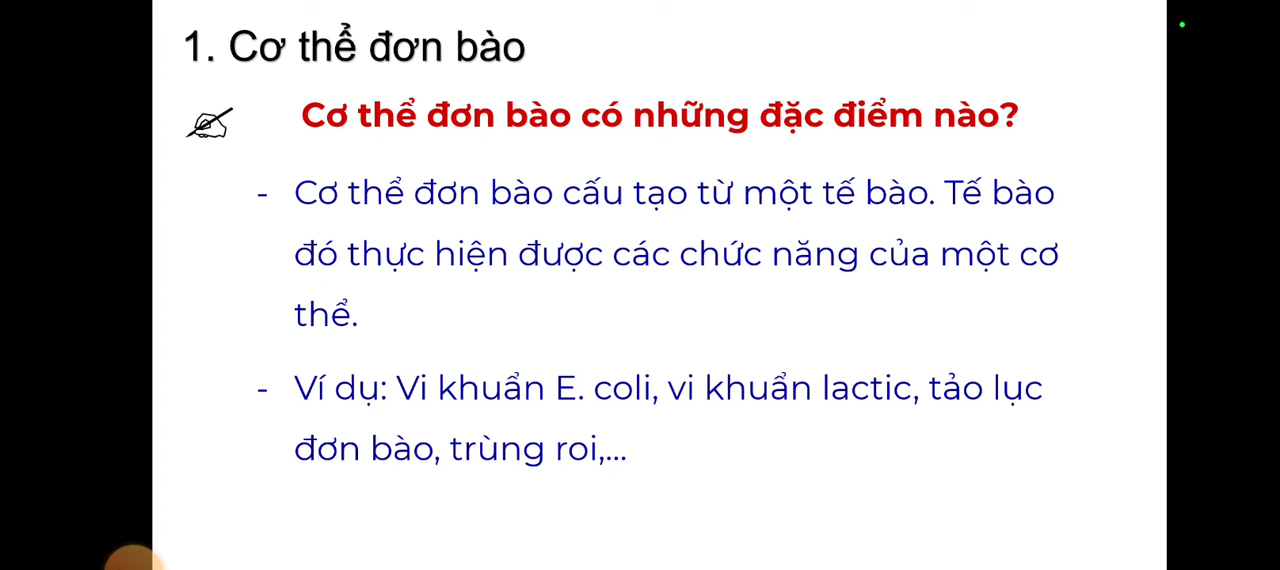 1. Cơ thể đơn bào
Cơ thể đơn bào có những đặc điểm nào?
- Cơ thể đơn bào cấu tạo từ một tế bào. Tế bào
đó thực hiện được các chức năng của một cơ
thể.
- Ví dụ: Vi khuẩn E. coli, vi khuẩn lactic, tảo lục
đơn bào, trùng roi,...